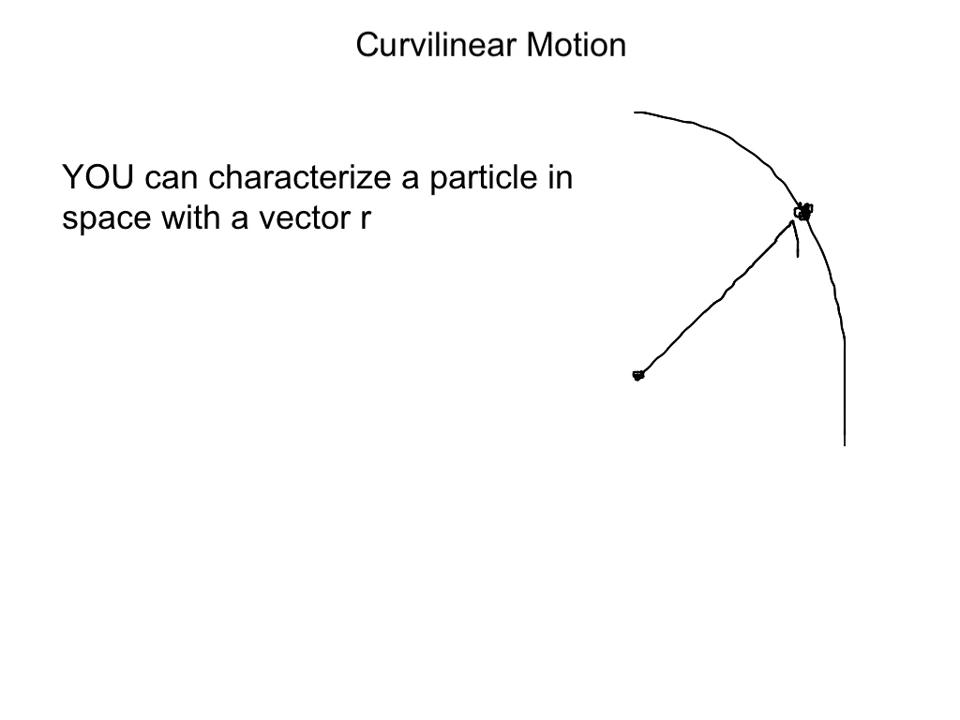 Curvilinear Motion
YOU can characterize a particle in
space with a vector r